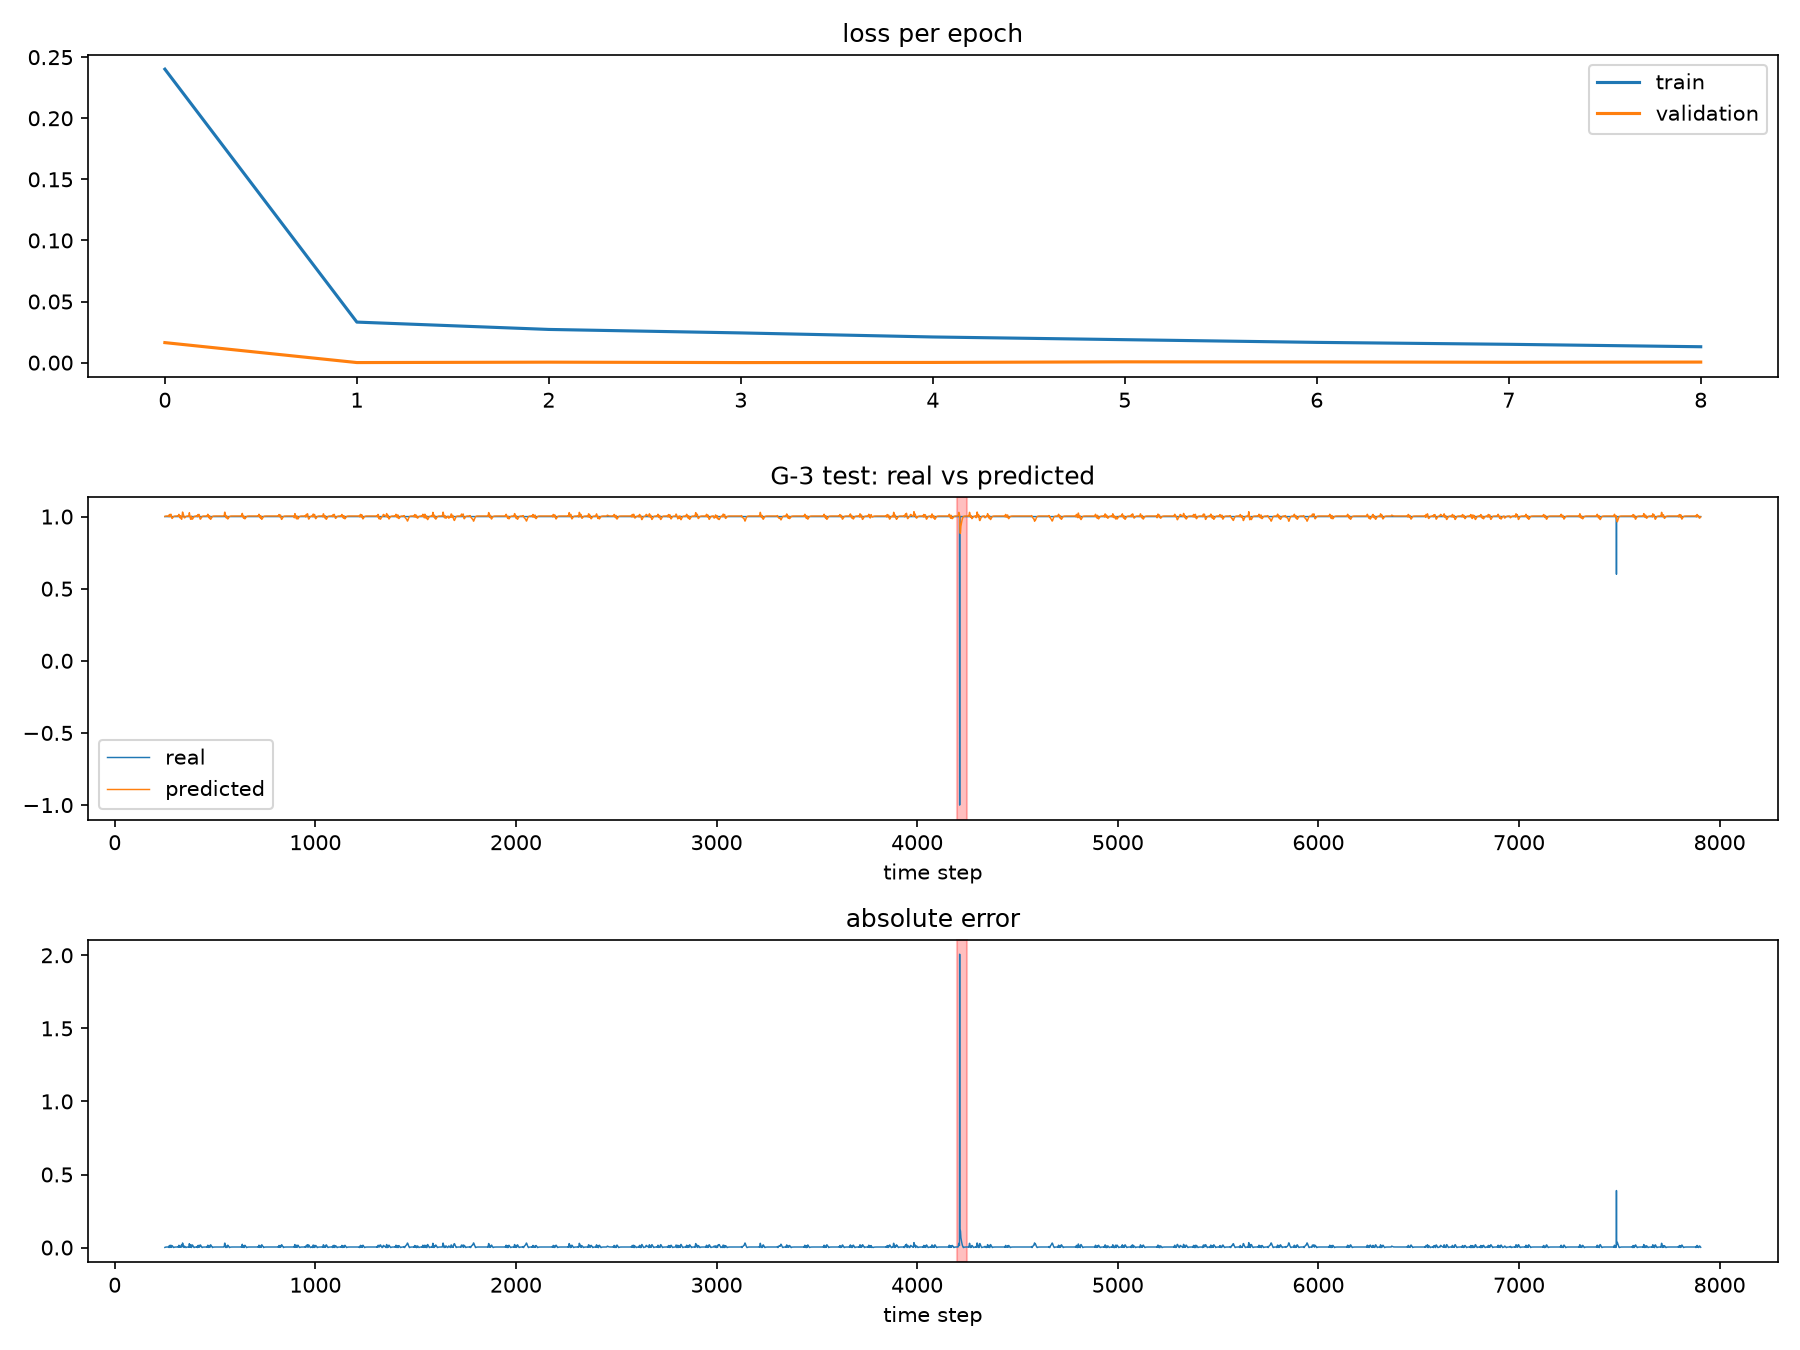 loss per epoch
0.25
0.20
0.15
0.10
0.05
0.00
train
validation
0 1 2 3 4 5 6 7 8
G-3 test: real vs predicted
1.0
0.5
0.0
−0.5
−1.0
real
predicted
0 1000 2000 3000 4000 5000 6000 7000 8000
time step
absolute error
2.0
1.5
1.0
0.5
0.0
0 1000 2000 3000 4000 5000 6000 7000 8000
time step